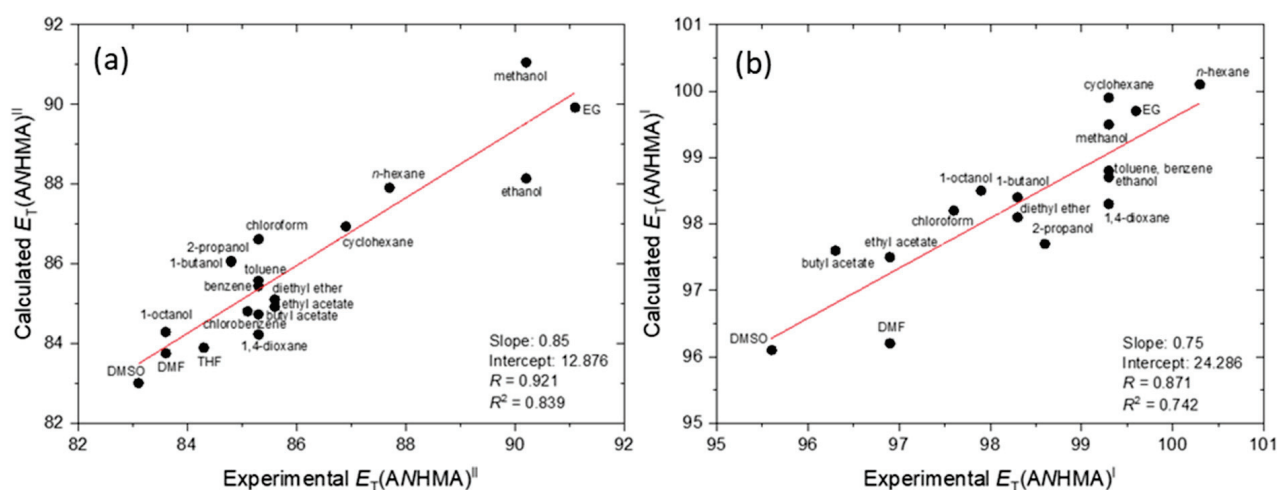 (a)
Calculated E_T(ANHMA)^II
92
90
88
86
84
82
methanol
EG
n-hexane
ethanol
chloroform
cyclohexane
2-propanol
1-butanol
toluene
benzene
diethyl ether
ethyl acetate
1-octanol
butyl acetate
chlorobenzene
1,4-dioxane
DMSO
DMF
THF
Slope: 0.85
Intercept: 12.876
R = 0.921
R² = 0.839
82 84 86 88 90 92
Experimental E_T(ANHMA)^II
(b)
Calculated E_T(ANHMA)^I
101
100
99
98
97
96
95
cyclohexane
n-hexane
EG
methanol
toluene, benzene
1-octanol
1-butanol
ethanol
chloroform
diethyl ether
1,4-dioxane
2-propanol
ethyl acetate
butyl acetate
DMSO
DMF
Slope: 0.75
Intercept: 24.286
R = 0.871
R² = 0.742
95 96 97 98 99 100 101
Experimental E_T(ANHMA)^I